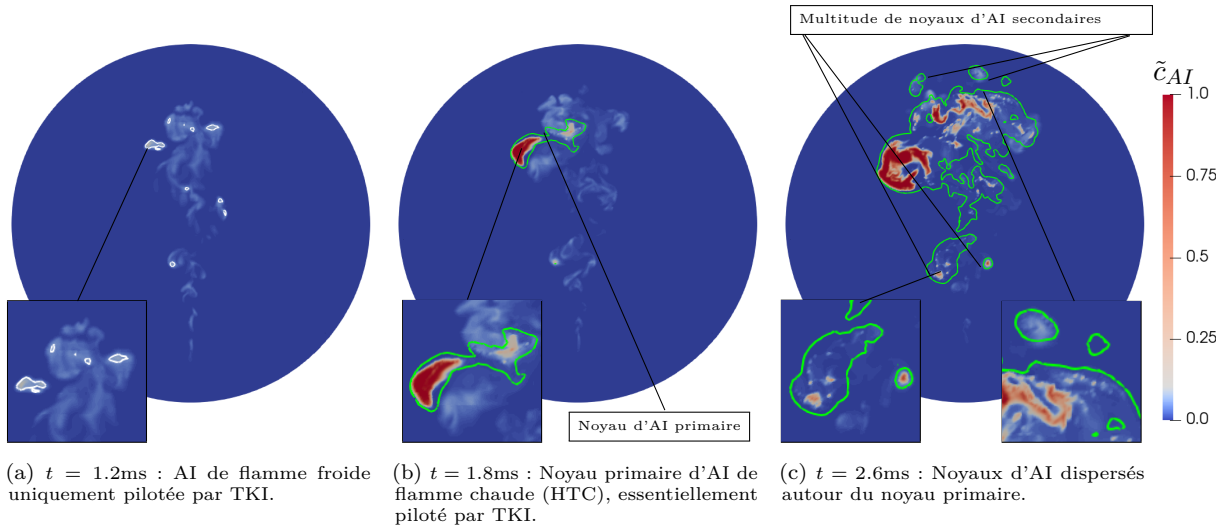 Multitude de noyaux d'AI secondaires
c̃_AI
1.0
0.75
0.50
0.25
0.0
Noyau d'AI primaire
(a) t = 1.2ms : AI de flamme froide
uniquement pilotée par TKI.
(b) t = 1.8ms : Noyau primaire d'AI de
flamme chaude (HTC), essentiellement
piloté par TKI.
(c) t = 2.6ms : Noyaux d'AI dispersés
autour du noyau primaire.